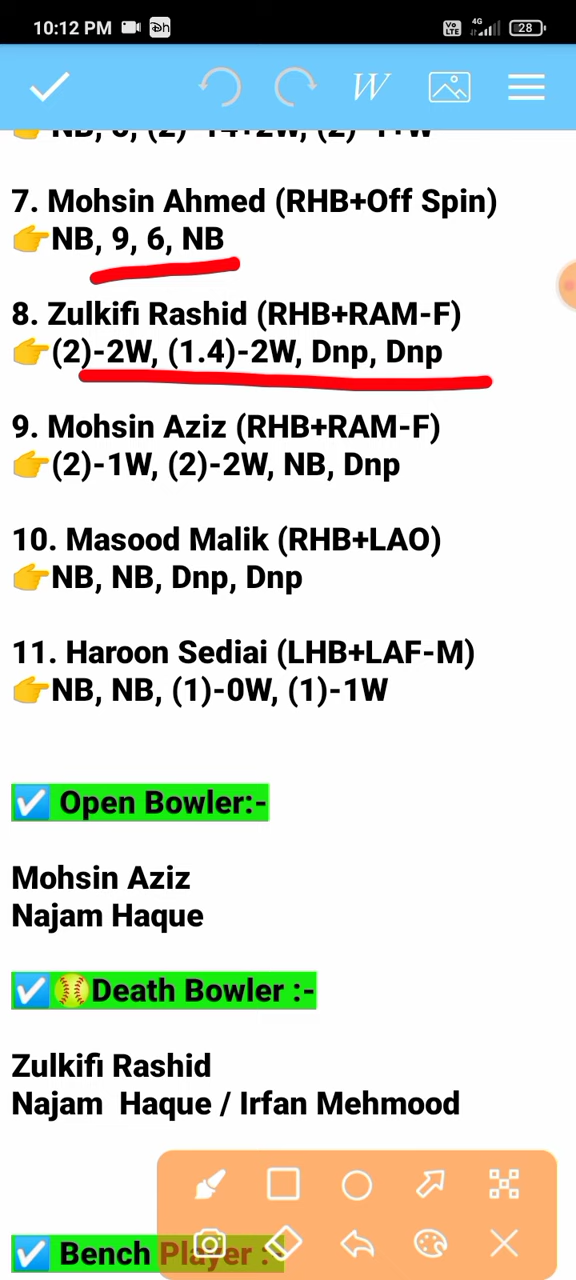 10:12 PM
Vo LTE 4G 28
W
7. Mohsin Ahmed (RHB+Off Spin)
👉NB, 9, 6, NB
8. Zulkifi Rashid (RHB+RAM-F)
👉(2)-2W, (1.4)-2W, Dnp, Dnp
9. Mohsin Aziz (RHB+RAM-F)
👉(2)-1W, (2)-2W, NB, Dnp
10. Masood Malik (RHB+LAO)
👉NB, NB, Dnp, Dnp
11. Haroon Sediai (LHB+LAF-M)
👉NB, NB, (1)-0W, (1)-1W
☑ Open Bowler:-
Mohsin Aziz
Najam Haque
☑⚾Death Bowler :-
Zulkifi Rashid
Najam  Haque / Irfan Mehmood
☑ Bench Player :-